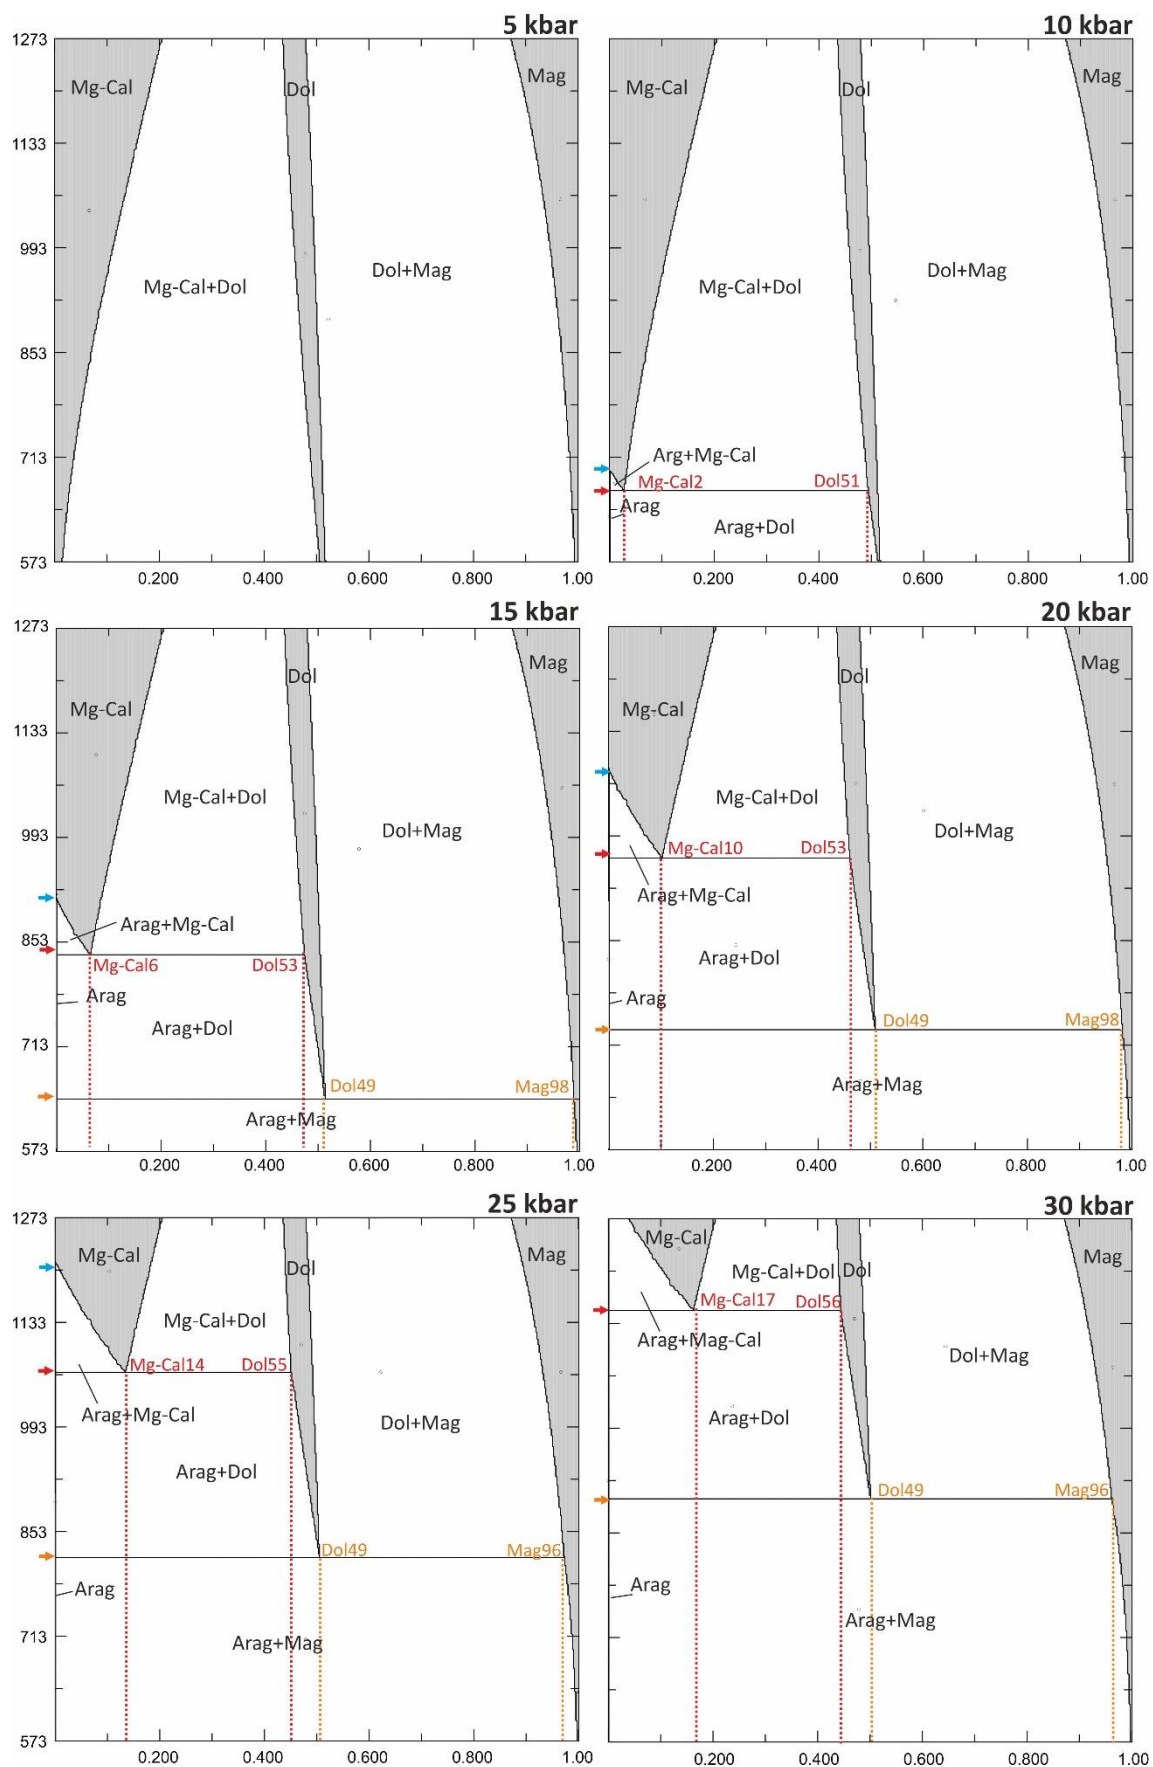 5 kbar
10 kbar
1273
Mg-Cal
Dol
Mag
Mg-Cal
Dol
Mag
1133
993
Mg-Cal+Dol
Dol+Mag
Mg-Cal+Dol
Dol+Mag
853
713
Arg+Mg-Cal
Mg-Cal2
Dol51
Arag
Arag+Dol
573
0.200
0.400
0.600
0.800
1.00
0.200
0.400
0.600
0.800
1.00
15 kbar
20 kbar
1273
Mg-Cal
Dol
Mag
Mg-Cal
Dol
Mag
1133
Mg-Cal+Dol
Dol+Mag
Mg-Cal+Dol
Dol+Mag
993
Mg-Cal10
Dol53
Arag+Mg-Cal
Arag+Mg-Cal
853
Mg-Cal6
Dol53
Arag+Dol
Arag
Arag
Arag+Dol
713
Dol49
Mag98
Dol49
Mag98
Arag+Mag
Arag+Mag
573
0.200
0.400
0.600
0.800
1.00
0.200
0.400
0.600
0.800
1.00
25 kbar
30 kbar
1273
Mg-Cal
Dol
Mag
Mg-Cal
Mg-Cal+Dol
Dol
Mag
1133
Mg-Cal+Dol
Mg-Cal17
Dol56
Arag+Mag-Cal
Dol+Mag
Mg-Cal14
Dol55
Arag+Mg-Cal
Dol+Mag
Arag+Dol
993
Arag+Dol
Dol49
Mag96
853
Dol49
Mag96
Arag
Arag
Arag+Mag
Arag+Mag
713
573
0.200
0.400
0.600
0.800
1.00
0.200
0.400
0.600
0.800
1.00